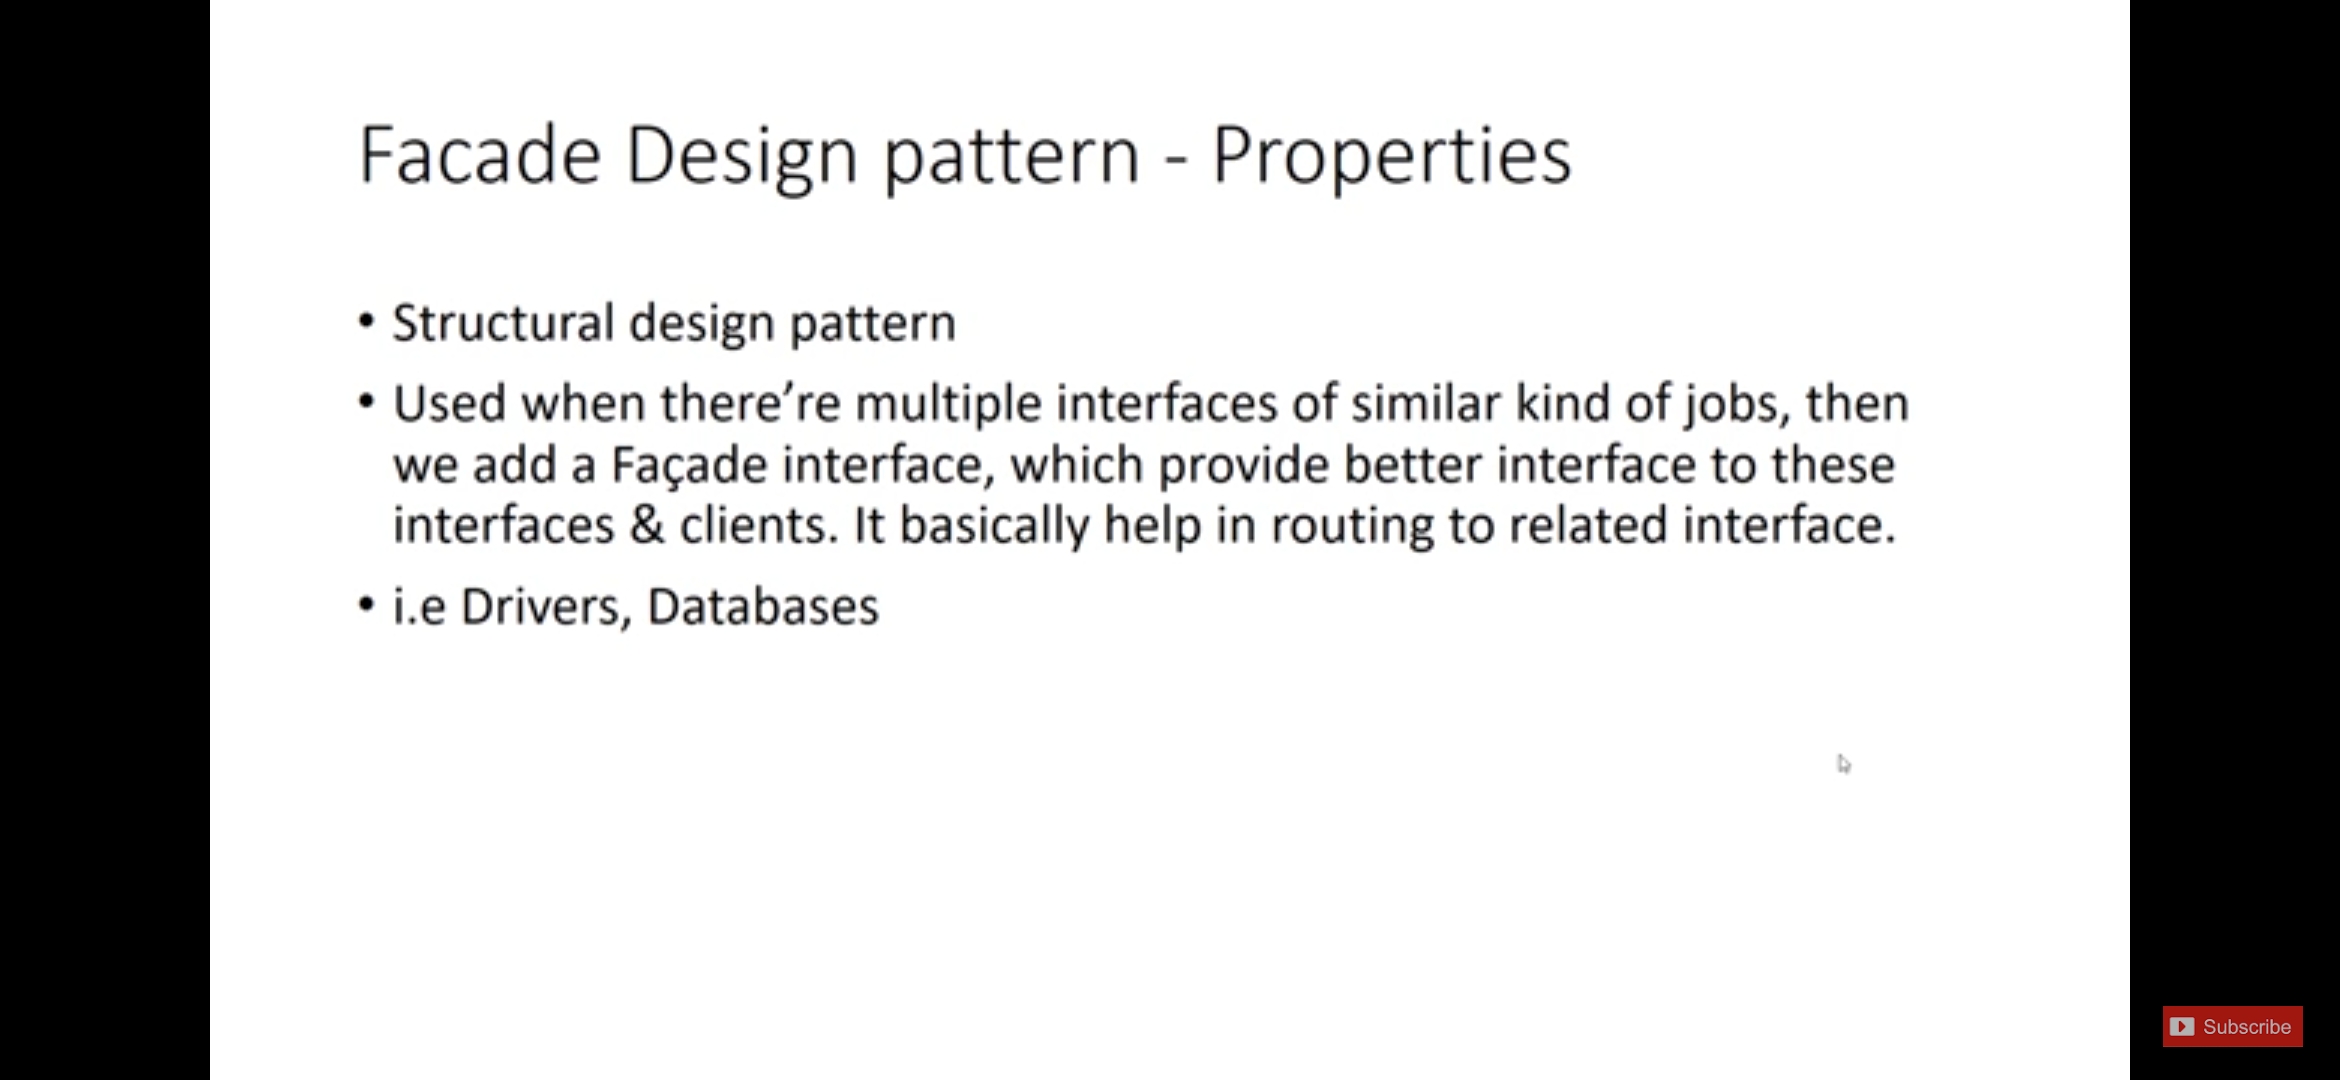 Facade Design pattern - Properties
• Structural design pattern
• Used when there’re multiple interfaces of similar kind of jobs, then
we add a Façade interface, which provide better interface to these
interfaces & clients. It basically help in routing to related interface.
• i.e Drivers, Databases
Subscribe